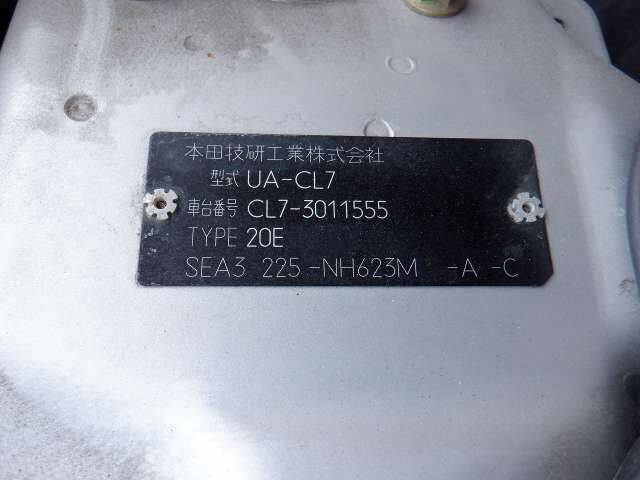 本田技研工業株式会社
型式 UA-CL7
車台番号 CL7-3011555
TYPE 20E
SEA3 225-NH623M -A -C